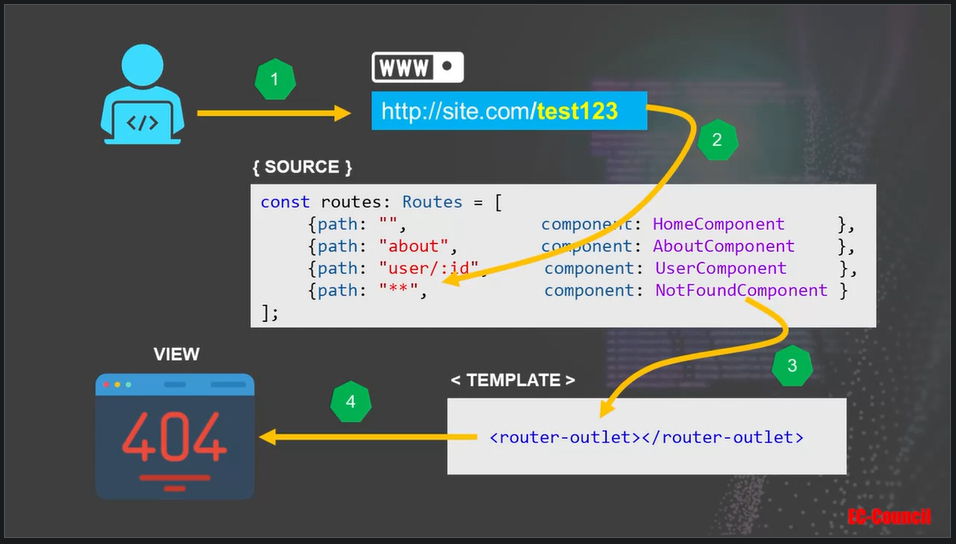 1
WWW
http://site.com/test123
2
{ SOURCE }
const routes: Routes = [
{path: "", component: HomeComponent },
{path: "about", component: AboutComponent },
{path: "user/:id", component: UserComponent },
{path: "**", component: NotFoundComponent }
];
VIEW
3
< TEMPLATE >
4
</>
404
<router-outlet></router-outlet>
EC-Council